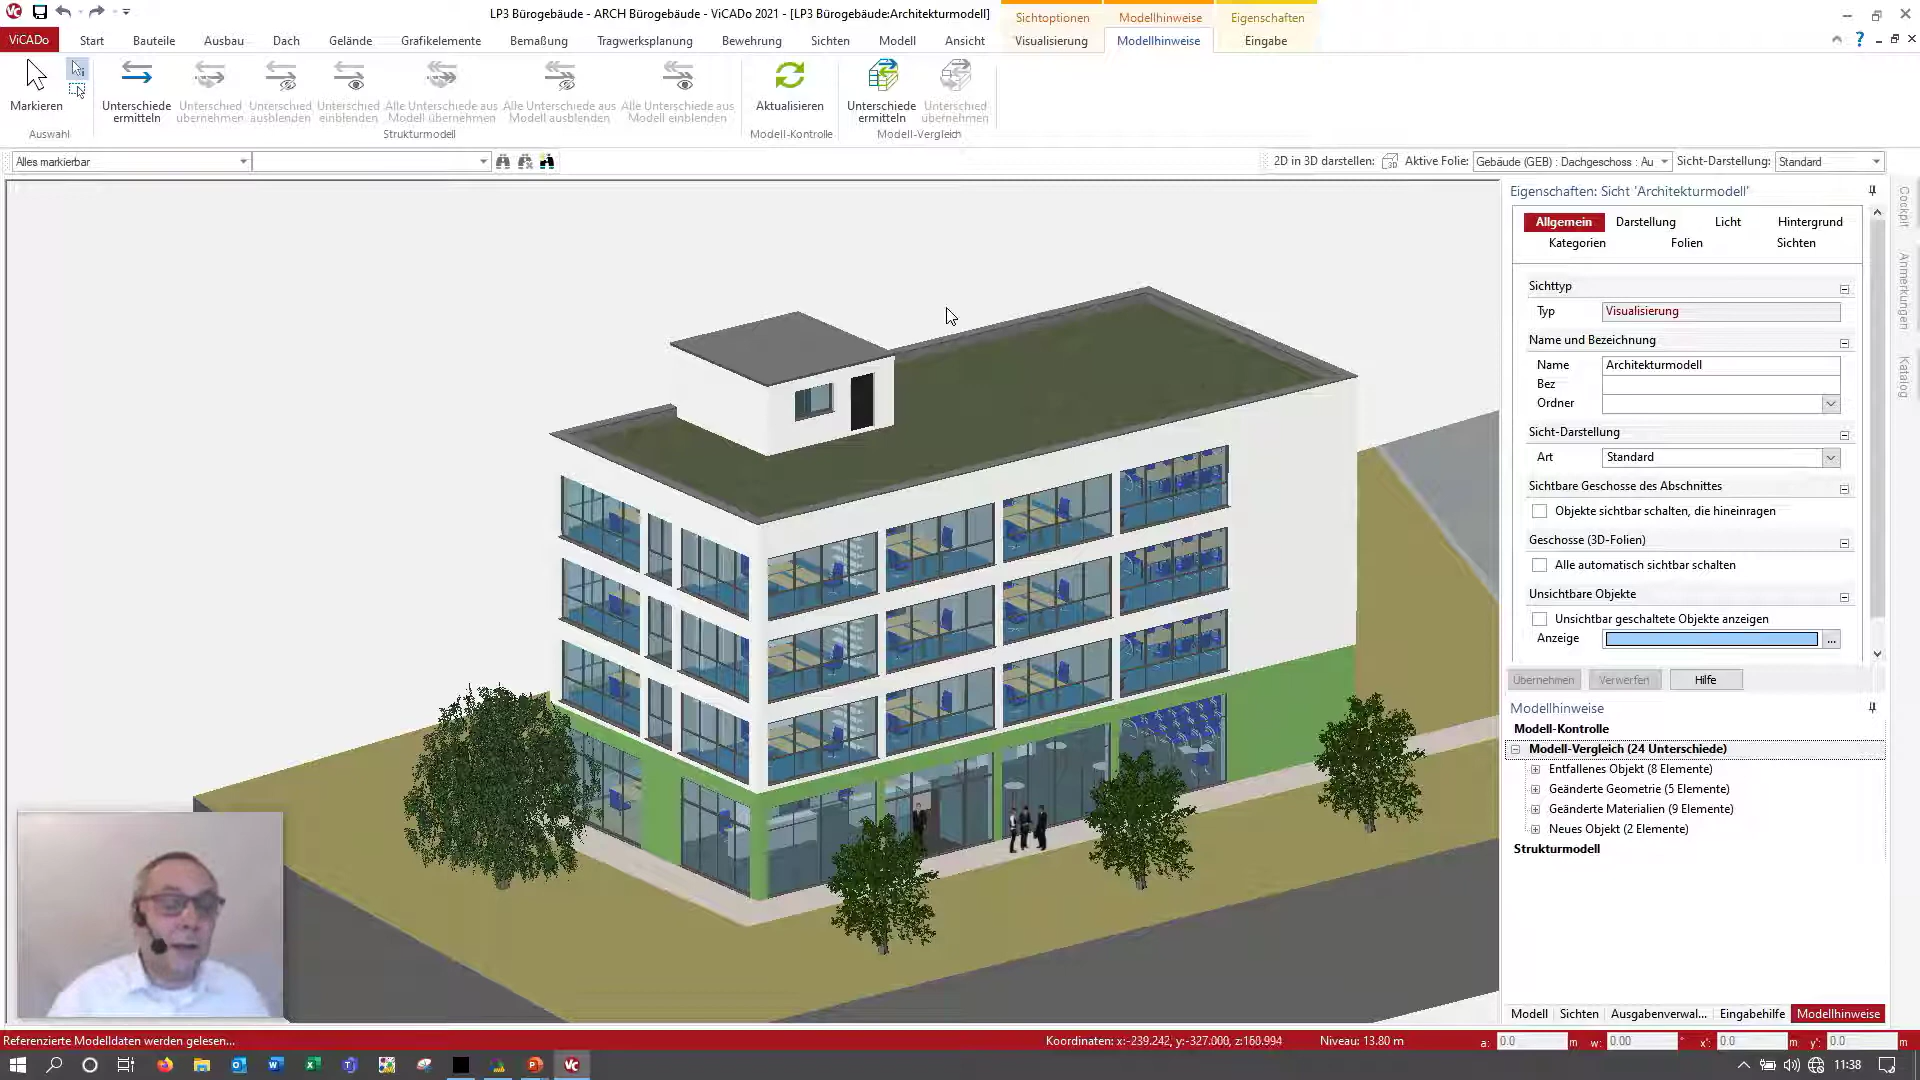 LP3 Bürogebäude - ARCH Bürogebäude - ViCADo 2021 - [LP3 Bürogebäude:Architekturmodell]
Sichtoptionen Modellhinweise Eigenschaften
ViCADo Start Bauteile Ausbau Dach Gelände Grafikelemente Bemaßung Tragwerksplanung Bewehrung Sichten Modell Ansicht Visualisierung Modellhinweise Eingabe
Markieren Unterschiede ermitteln Unterschied übernehmen Unterschied ausblenden Unterschied einblenden Alle Unterschiede aus Modell übernehmen Alle Unterschiede aus Modell ausblenden Alle Unterschiede aus Modell einblenden Aktualisieren Unterschiede ermitteln Unterschied übernehmen
Auswahl Strukturmodell Modell-Kontrolle Modell-Vergleich
Alles markierbar 2D in 3D darstellen: Aktive Folie: Gebäude (GEB) : Dachgeschoss : Au Sicht-Darstellung: Standard
Eigenschaften: Sicht 'Architekturmodell'
Allgemein Darstellung Licht Hintergrund
Kategorien Folien Sichten
Sichttyp
Typ Visualisierung
Name und Bezeichnung
Name Architekturmodell
Bez
Ordner
Sicht-Darstellung
Art Standard
Sichtbare Geschosse des Abschnittes
Objekte sichtbar schalten, die hineinragen
Geschosse (3D-Folien)
Alle automatisch sichtbar schalten
Unsichtbare Objekte
Unsichtbar geschaltete Objekte anzeigen
Anzeige ...
Übernehmen Verwerfen Hilfe
Cockpit
Anmerkungen
Katalog
Modellhinweise
Modell-Kontrolle
Modell-Vergleich (24 Unterschiede)
Entfallenes Objekt (8 Elemente)
Geänderte Geometrie (5 Elemente)
Geänderte Materialien (9 Elemente)
Neues Objekt (2 Elemente)
Strukturmodell
Modell Sichten Ausgabenverwal... Eingabehilfe Modellhinweise
Referenzierte Modelldaten werden gelesen... Koordinaten: x:-239.242, y:-327.000, z:160.994 Niveau: 13.80 m a: 0.0 m w: 0.00 ° x': 0.0 m y': 0.0 m
11:38